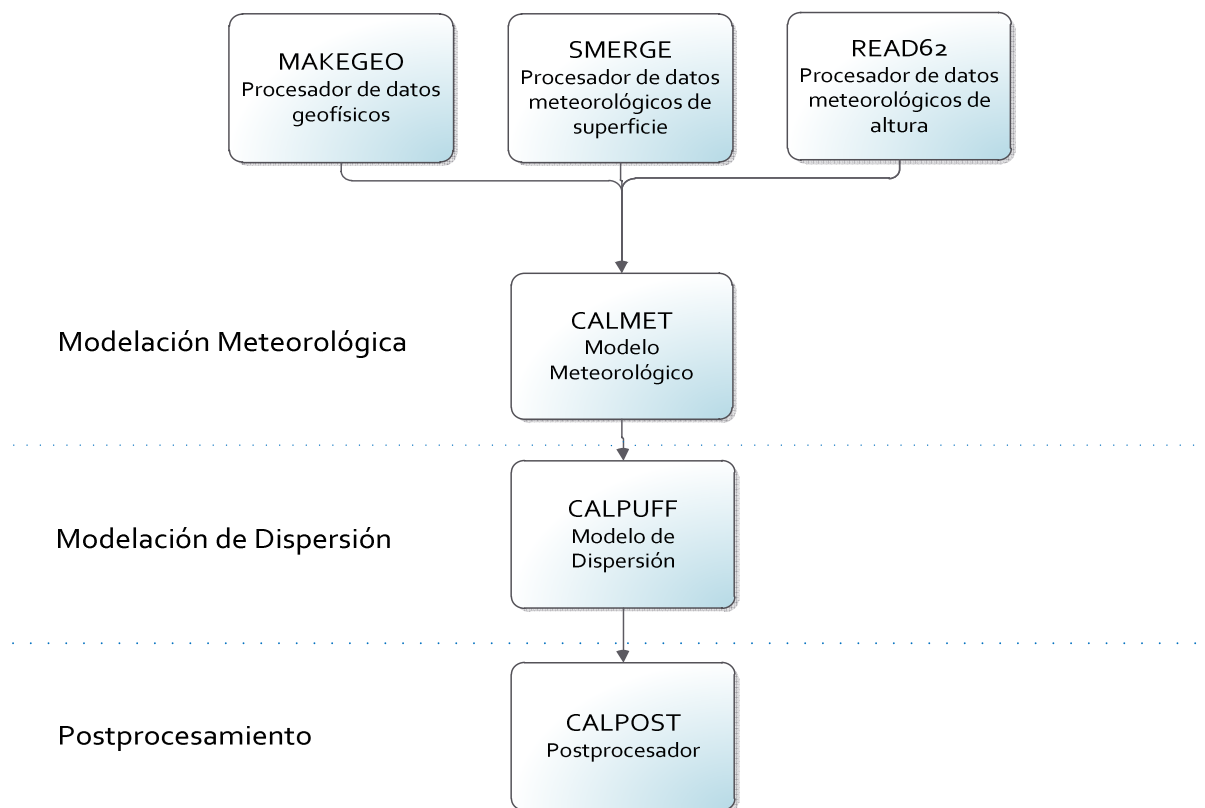 MAKEGEO
Procesador de datos
geofísicos
SMERGE
Procesador de datos
meteorológicos de
superficie
READ62
Procesador de datos
meteorológicos de
altura
Modelación Meteorológica
CALMET
Modelo
Meteorológico
Modelación de Dispersión
CALPUFF
Modelo de
Dispersión
Postprocesamiento
CALPOST
Postprocesador